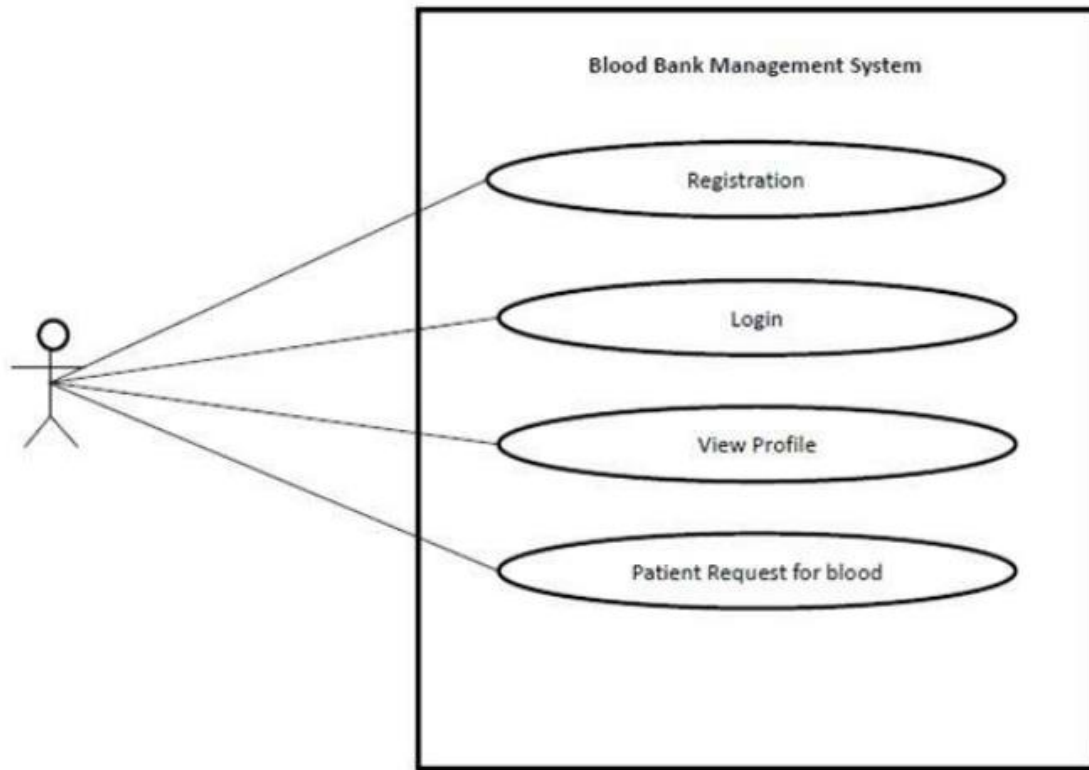 Blood Bank Management System
Registration
Login
View Profile
Patient Request for blood